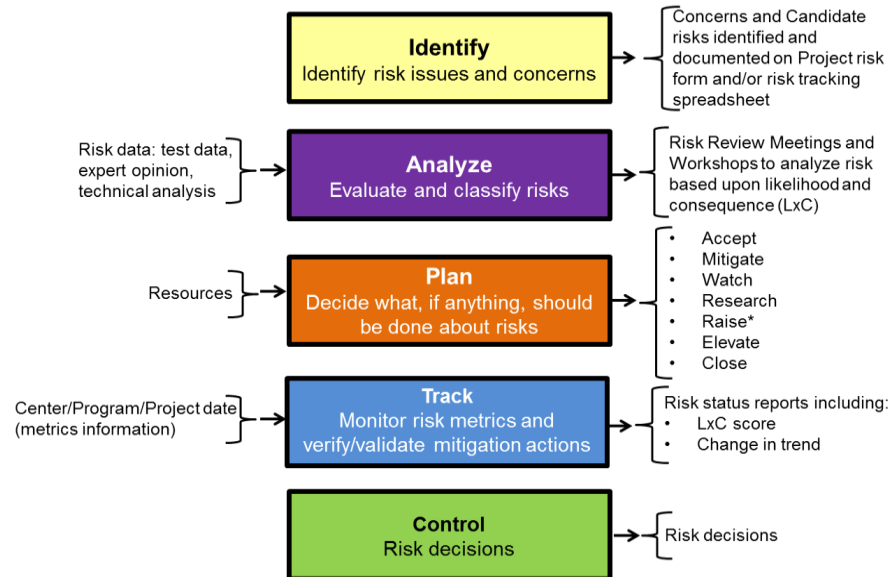 Identify
Identify risk issues and concerns
Concerns and Candidate
risks identified and
documented on Project risk
form and/or risk tracking
spreadsheet
Risk data: test data,
expert opinion,
technical analysis
Analyze
Evaluate and classify risks
Risk Review Meetings and
Workshops to analyze risk
based upon likelihood and
consequence (LxC)
Resources
Plan
Decide what, if anything, should
be done about risks
• Accept
• Mitigate
• Watch
• Research
• Raise*
• Elevate
• Close
Center/Program/Project date
(metrics information)
Track
Monitor risk metrics and
verify/validate mitigation actions
Risk status reports including:
• LxC score
• Change in trend
Control
Risk decisions
Risk decisions